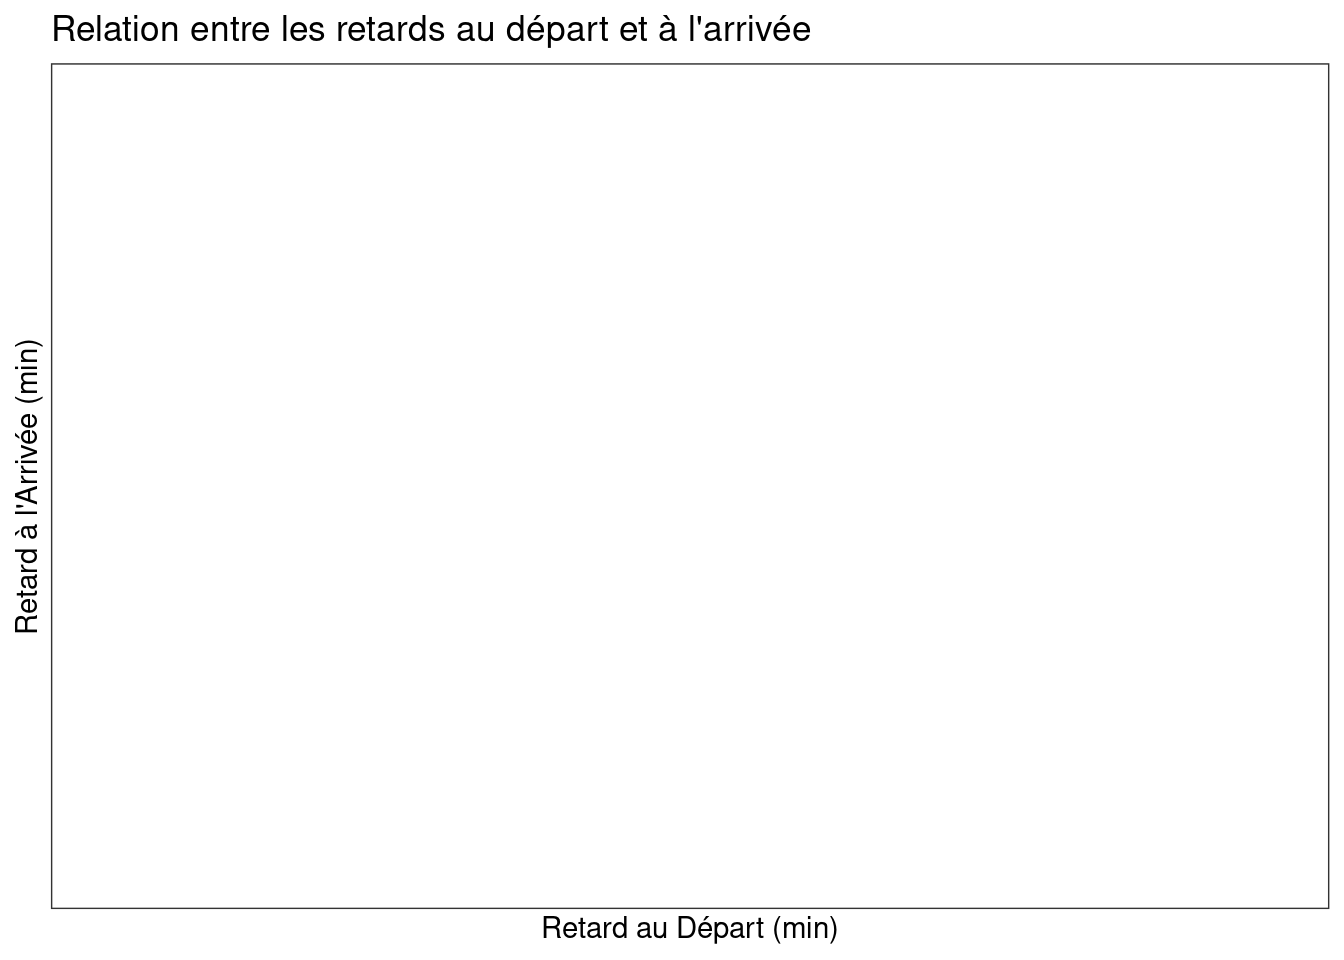 Relation entre les retards au départ et à l'arrivée
Retard à l'Arrivée (min)
Retard au Départ (min)